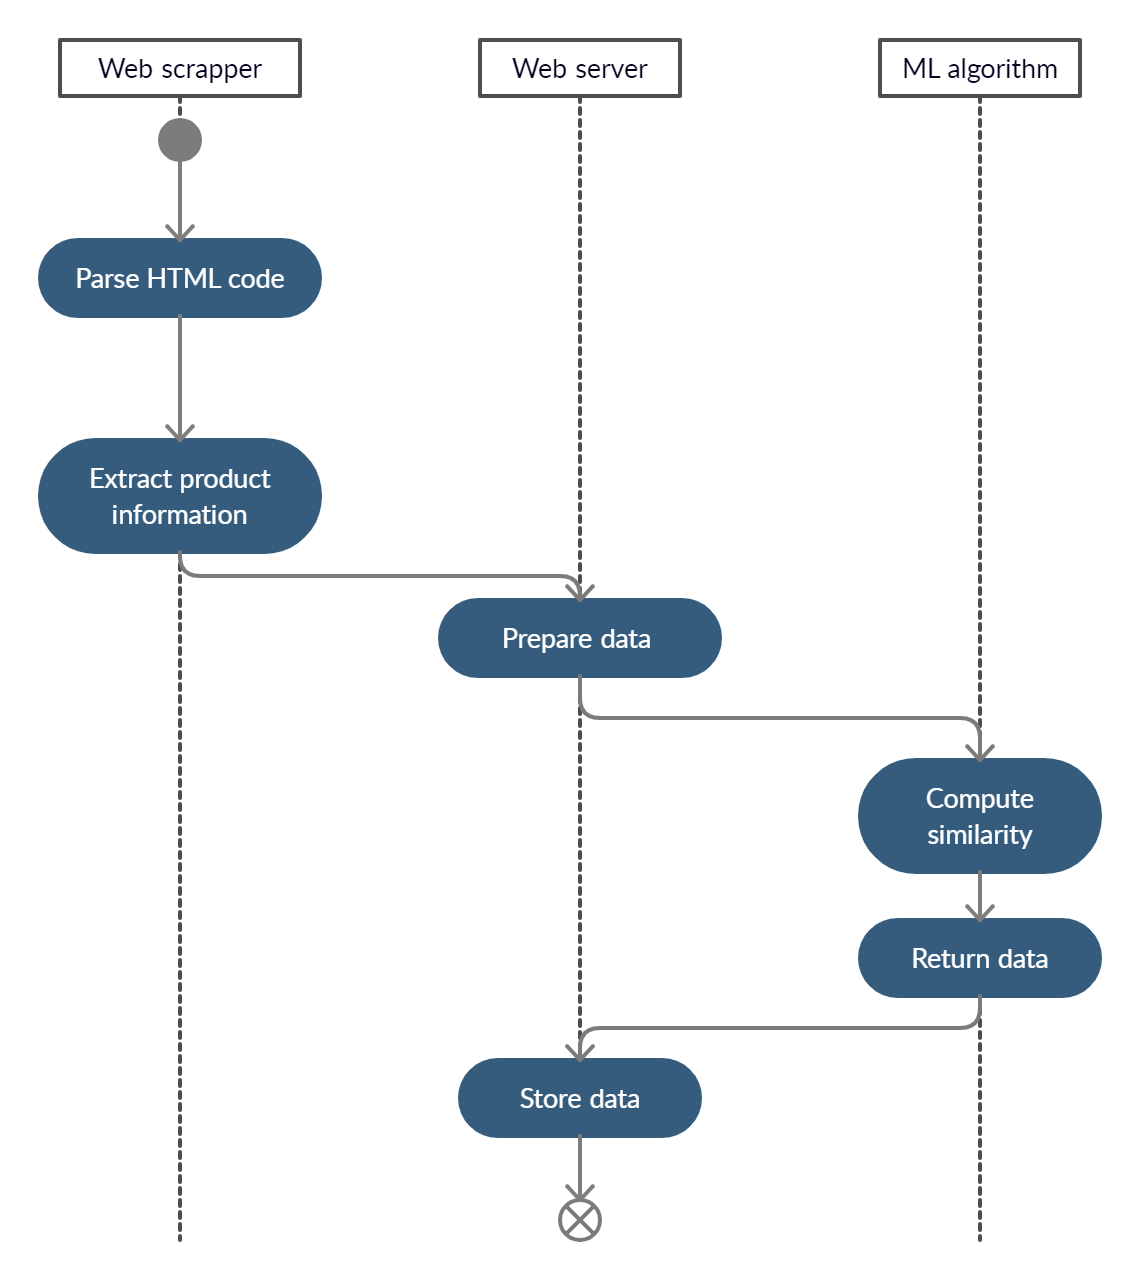 Web scrapper
Web server
ML algorithm
Parse HTML code
Extract product
information
Prepare data
Compute
similarity
Return data
Store data